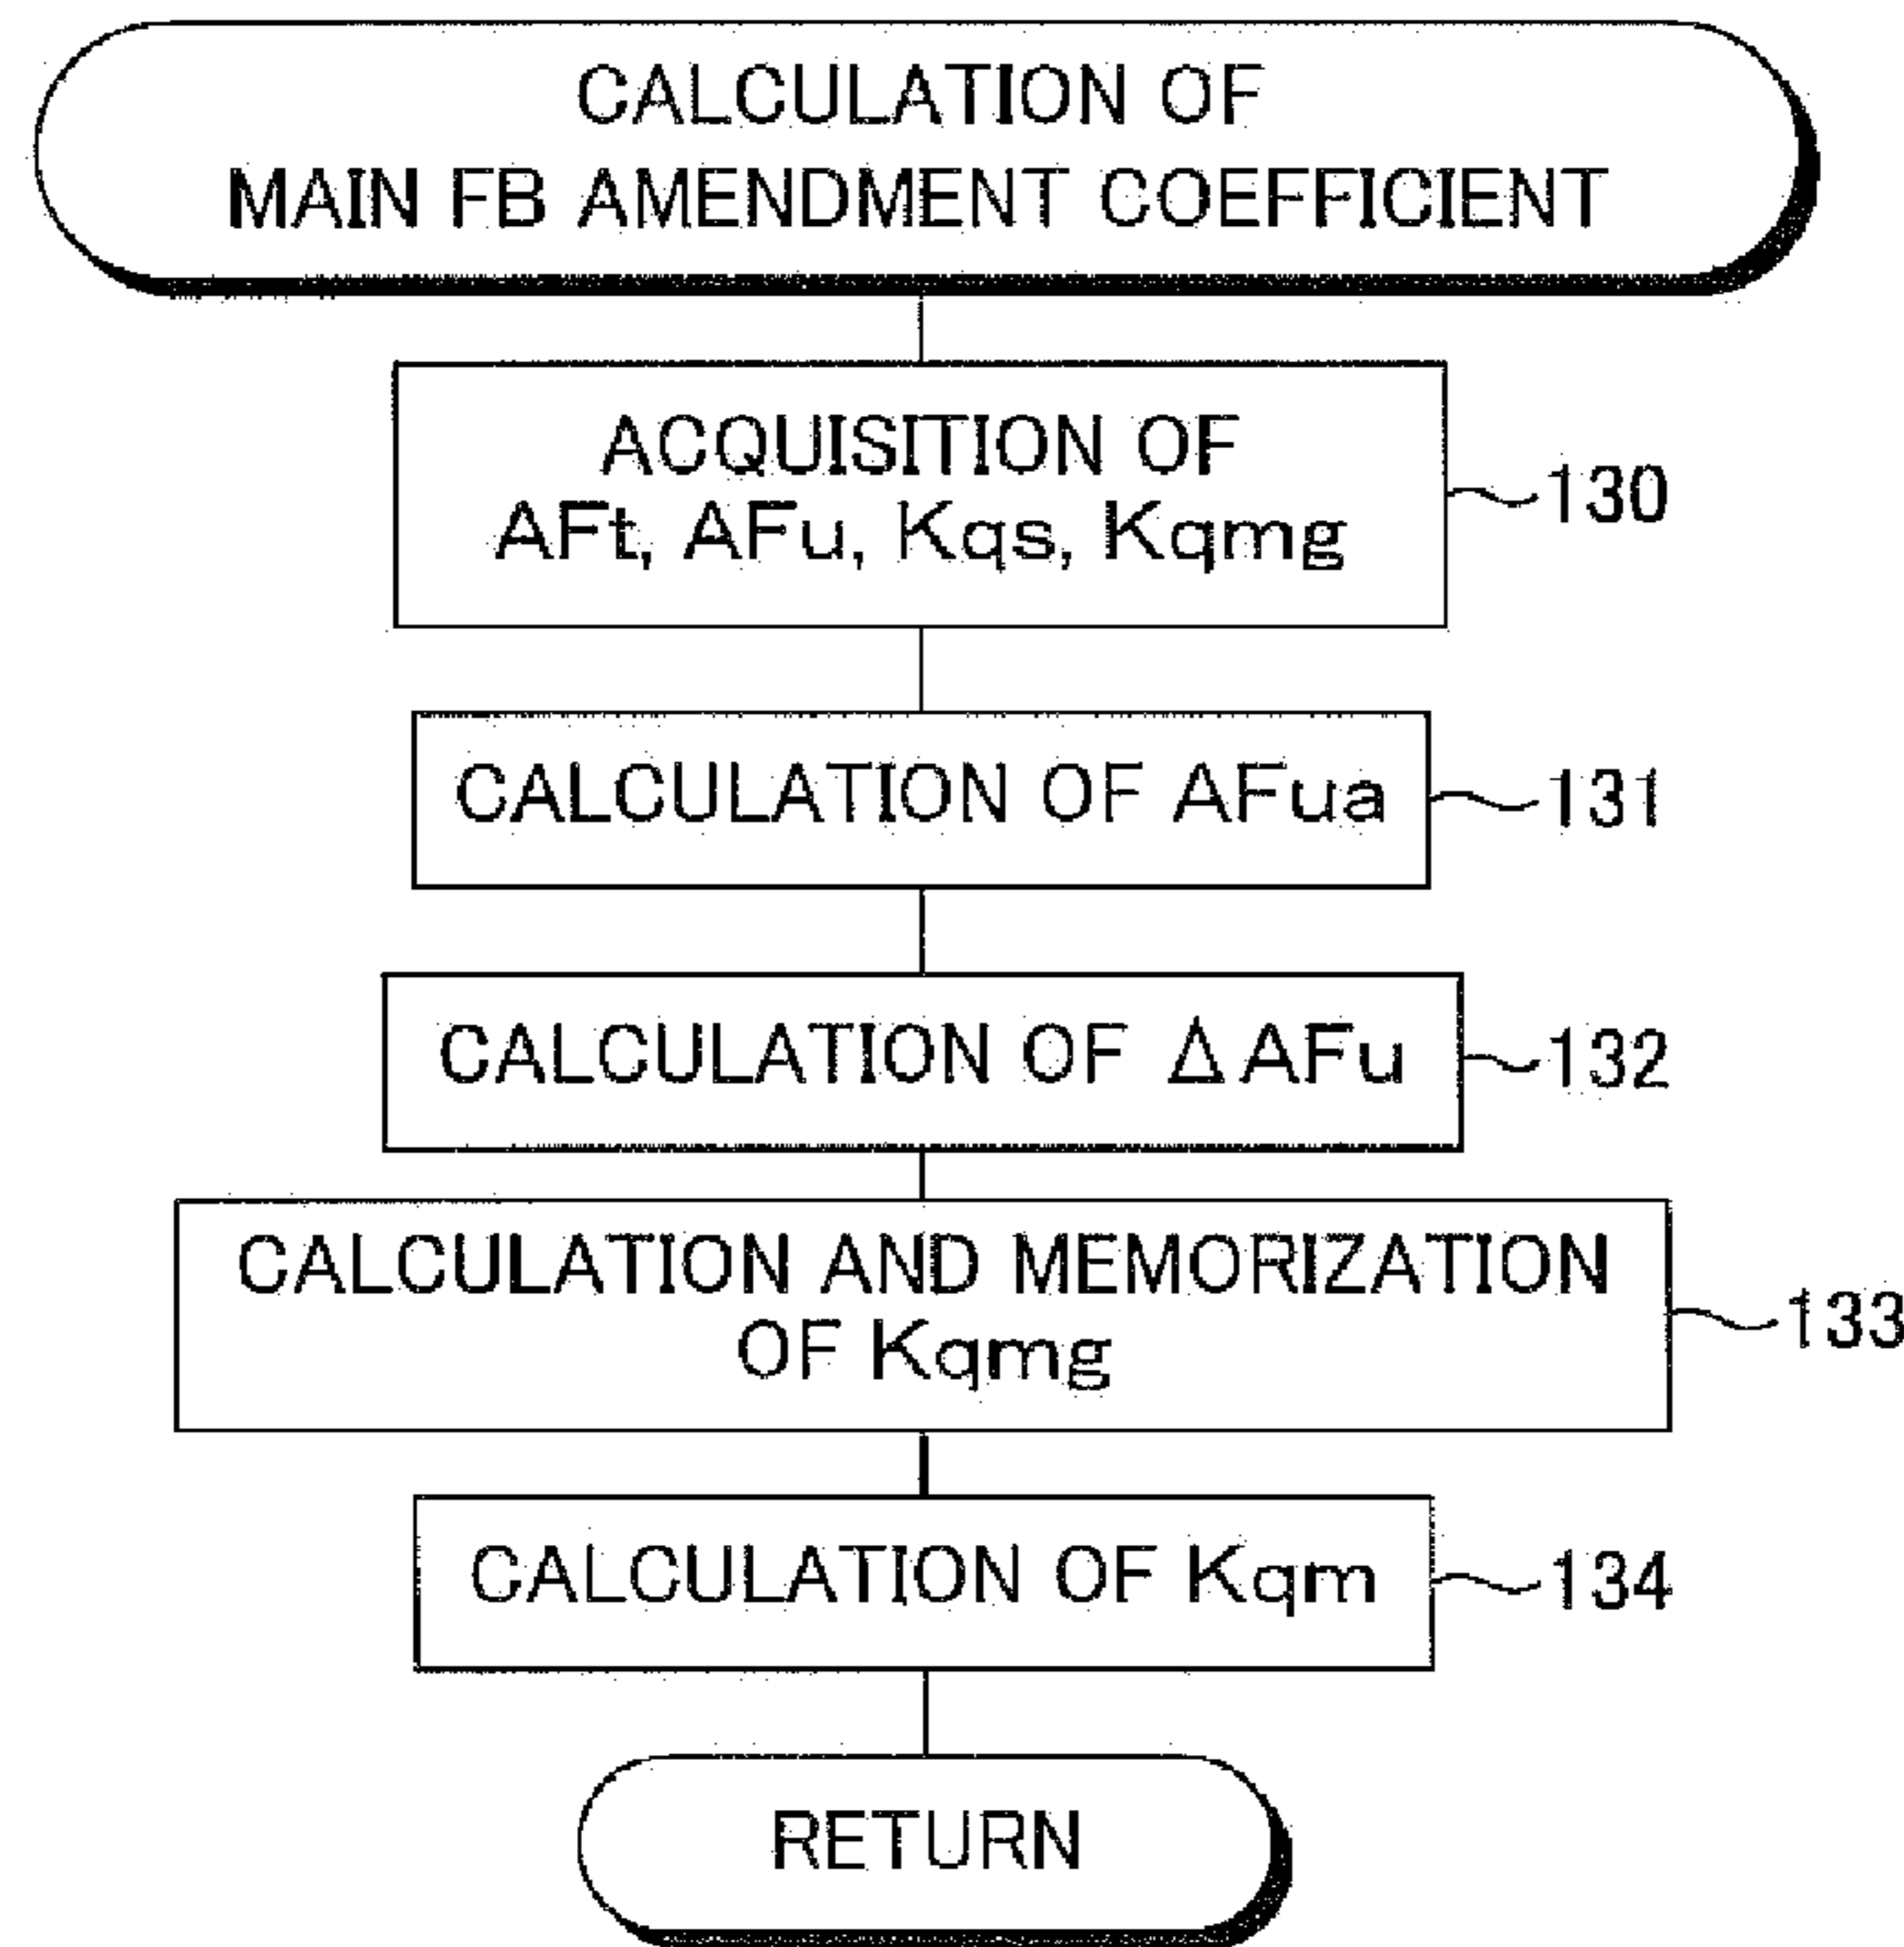 CALCULATION OF
MAIN FB AMENDMENT COEFFICIENT
ACQUISITION OF
AFt, AFu, Kqs, Kqmg
130
CALCULATION OF AFua
131
CALCULATION OF Δ AFu
132
CALCULATION AND MEMORIZATION
OF Kqmg
133
CALCULATION OF Kqm
134
RETURN